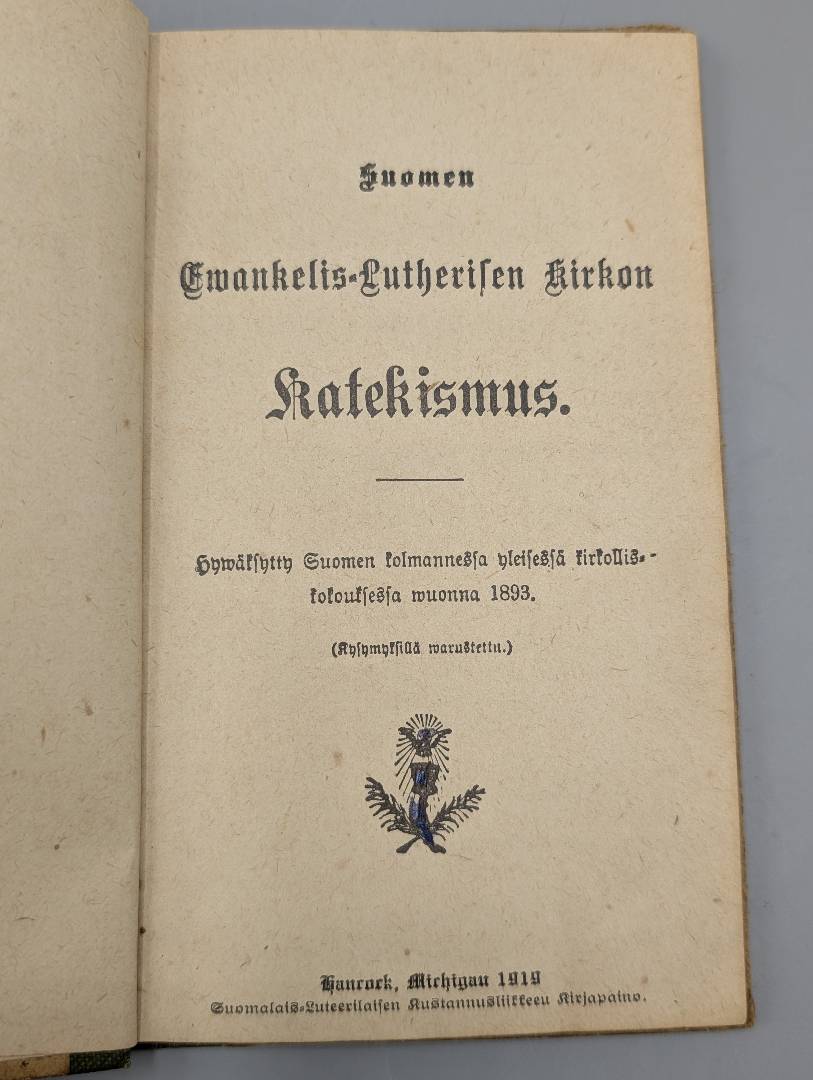 Suomen
Ewankelis-Lutherisen Kirkon
Katekismus.
Hywäksytty Suomen kolmannessa yleisessä kirkollis-
kokouksessa wuonna 1893.
(Kysymyksillä warustettu.)
Hancock, Michigan 1919
Suomalais-Luteerilaisen Kustannusliikkeen Kirjapaino.